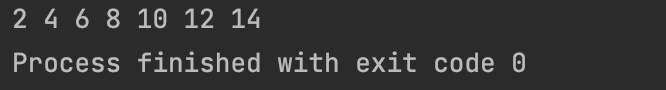 2 4 6 8 10 12 14
Process finished with exit code 0